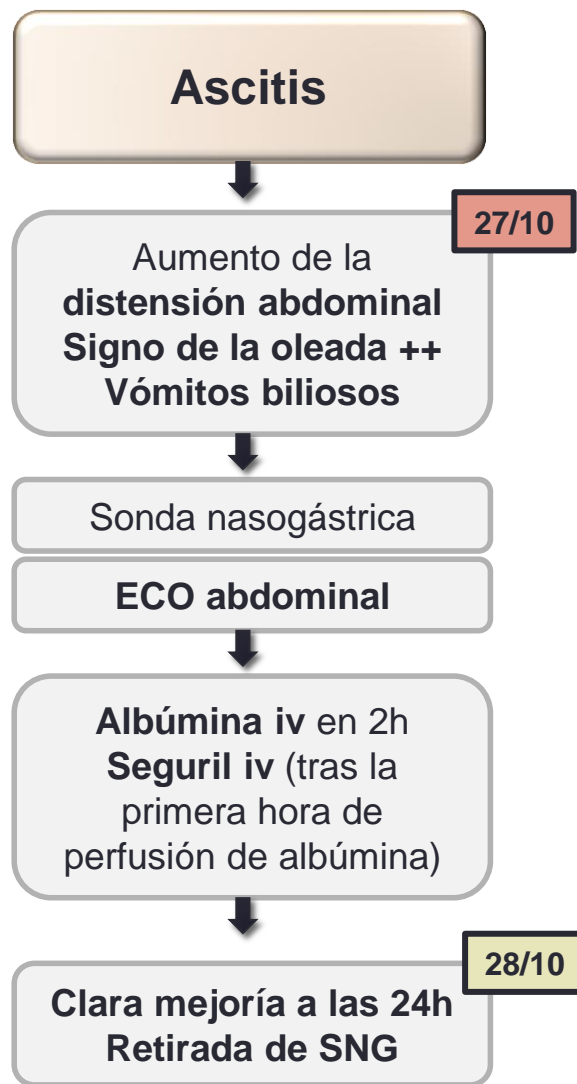 Ascitis
27/10
Aumento de la
distensión abdominal
Signo de la oleada ++
Vómitos biliosos
Sonda nasogástrica
ECO abdominal
Albúmina iv en 2h
Seguril iv (tras la
primera hora de
perfusión de albúmina)
28/10
Clara mejoría a las 24h
Retirada de SNG